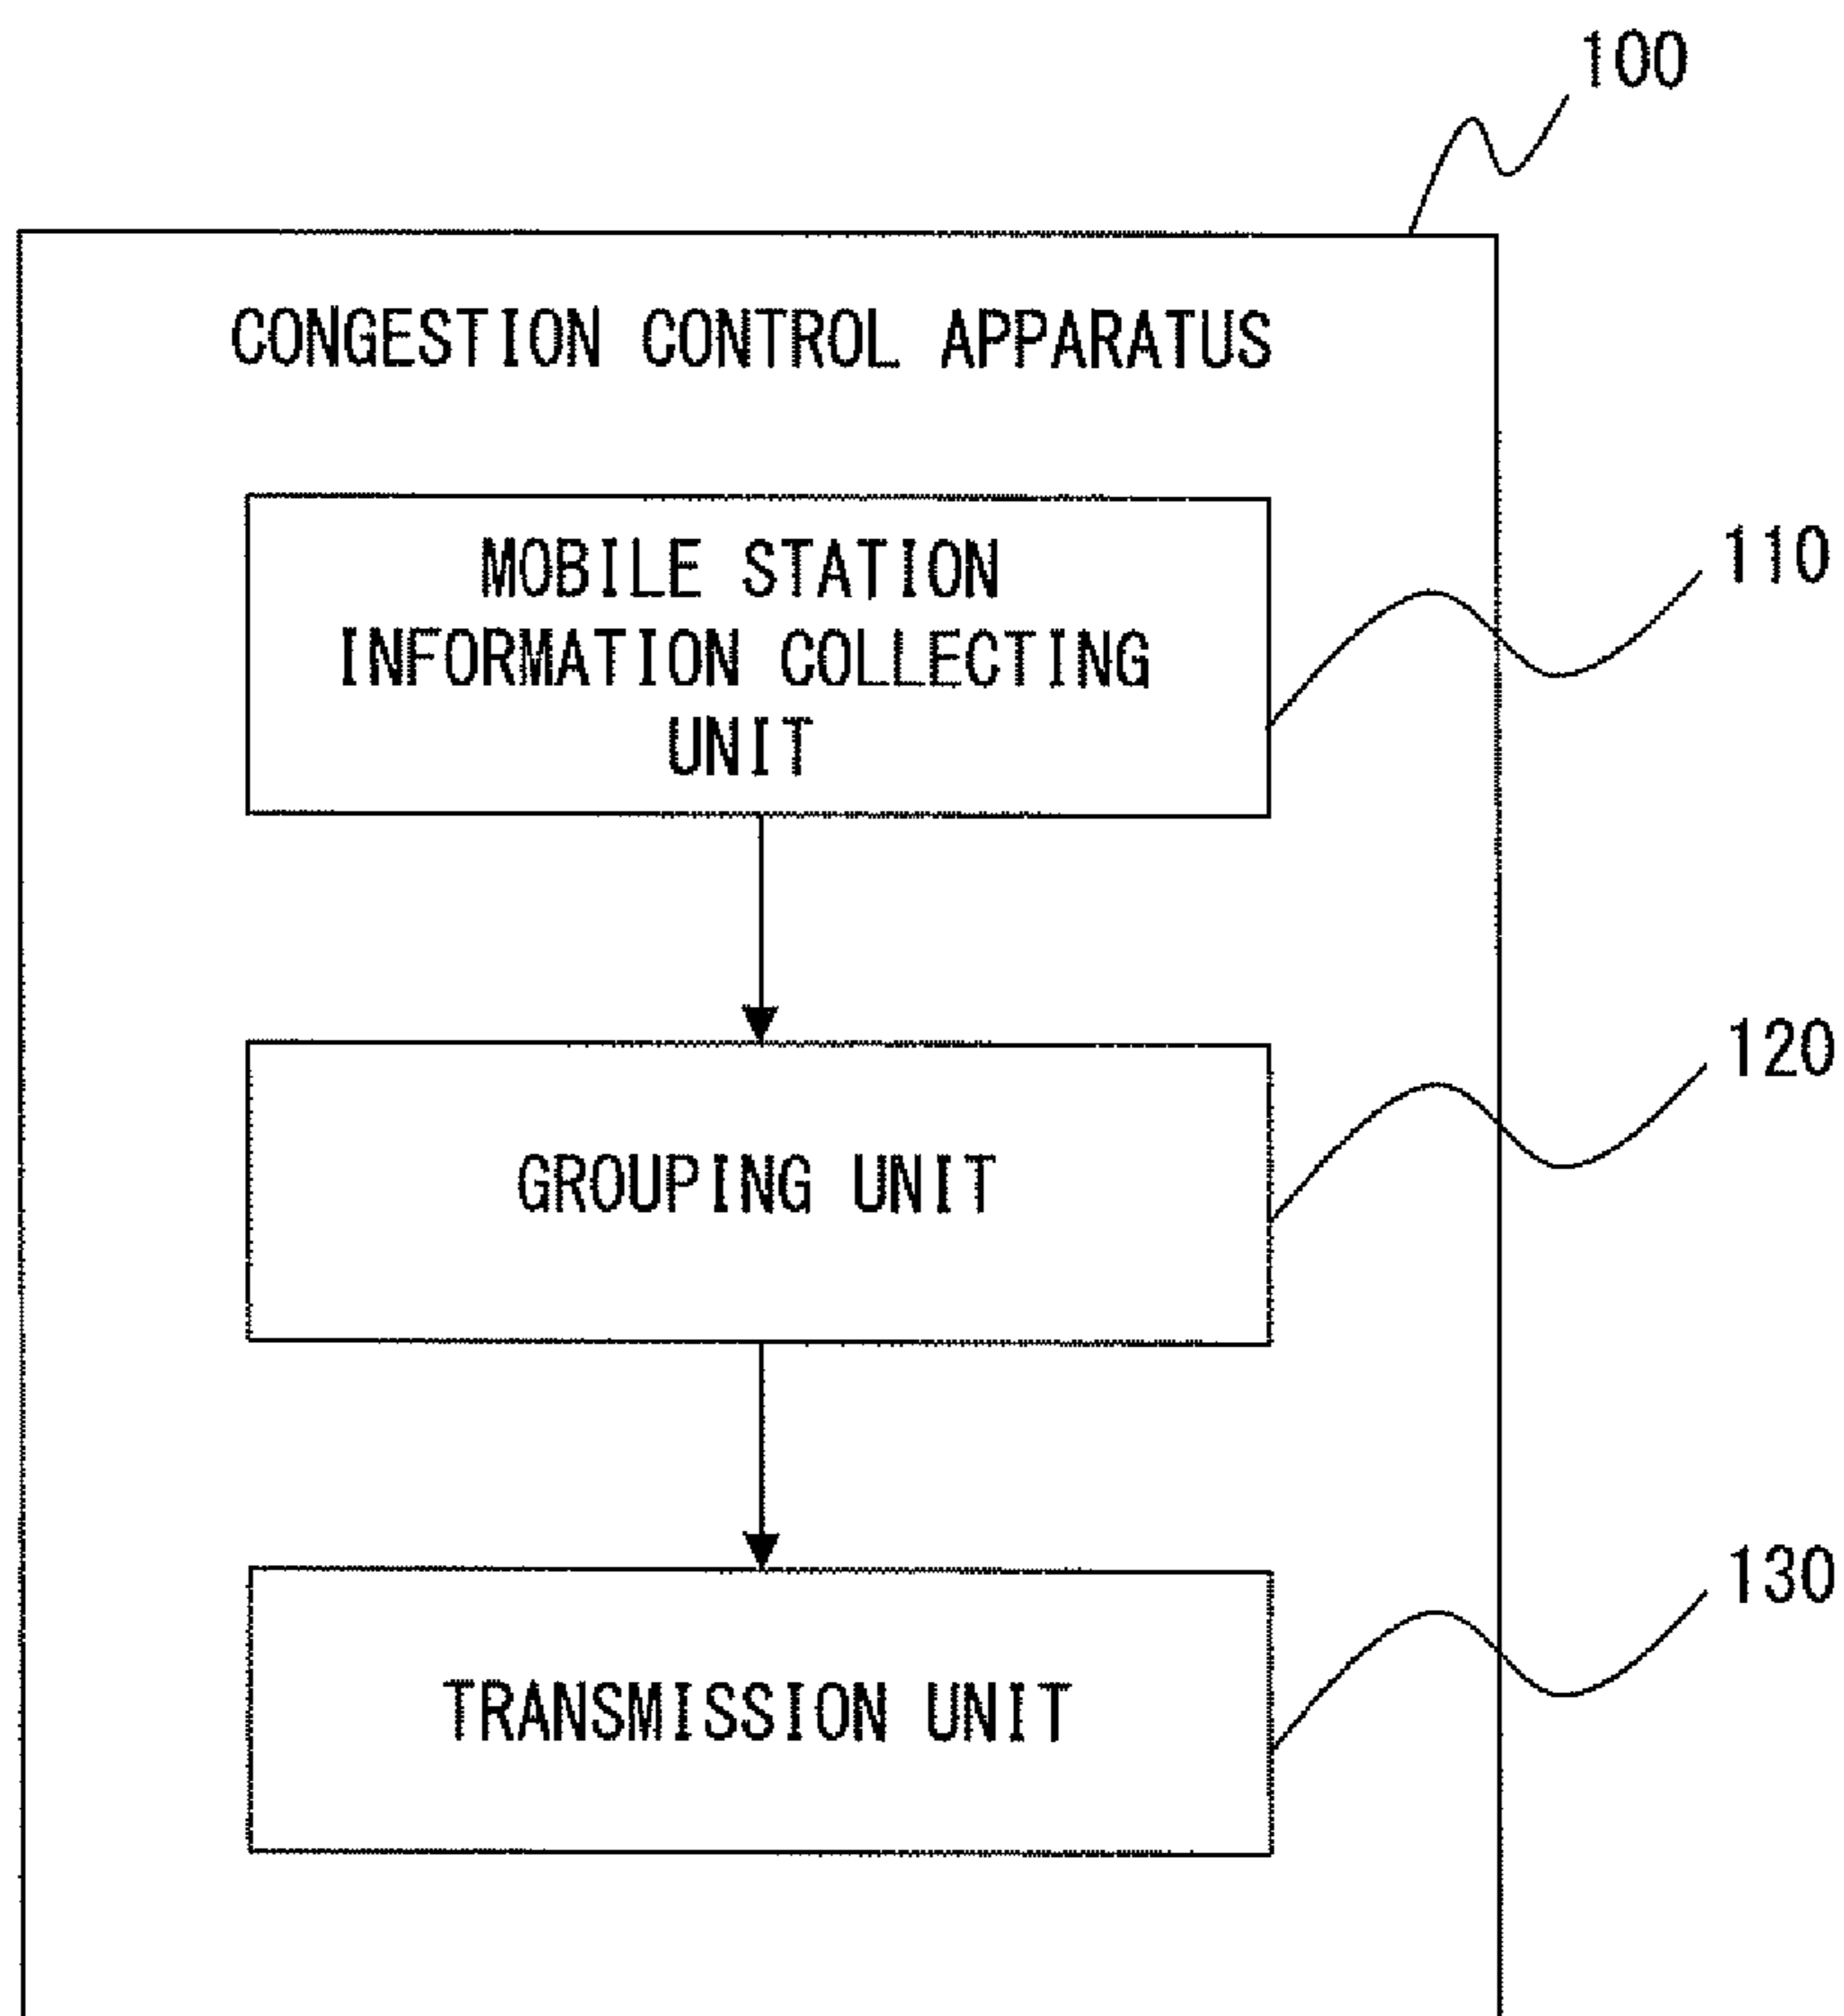 100
CONGESTION CONTROL APPARATUS
MOBILE STATION
INFORMATION COLLECTING
UNIT
110
GROUPING UNIT
120
TRANSMISSION UNIT
130